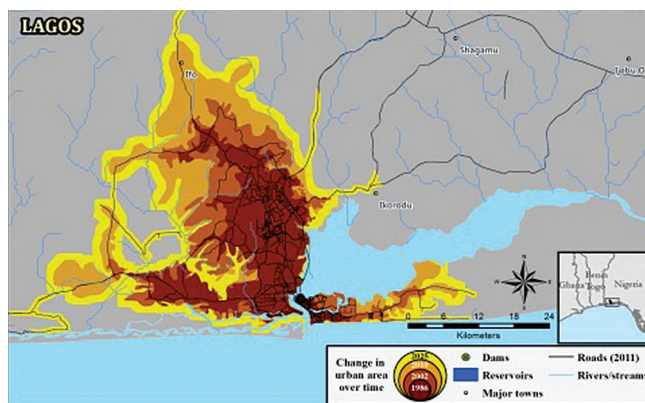 LAGOS
Shagamu
Ijebu O
Ifo
Ikorodu
N
W E
S
0 3 6 12 18 24
Kilometers
Benin
Ghana Togo Nigeria
Change in
urban area
over time
2025
2002
1986
Dams
Reservoirs
Major towns
Roads (2011)
Rivers/streams